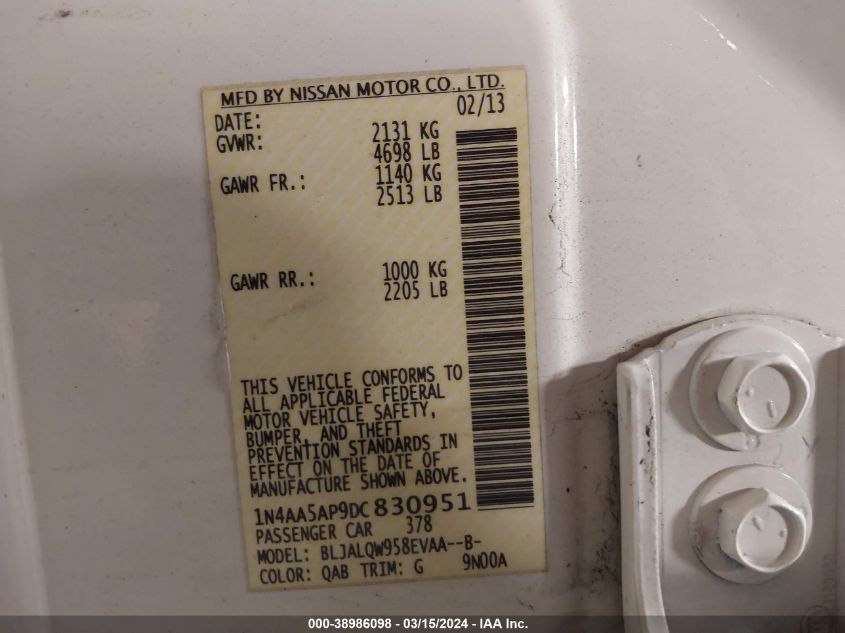 MFD BY NISSAN MOTOR CO., LTD.
DATE: 02/13
GVWR: 2131 KG
4698 LB
GAWR FR.: 1140 KG
2513 LB
GAWR RR.: 1000 KG
2205 LB
THIS VEHICLE CONFORMS TO
ALL APPLICABLE FEDERAL
MOTOR VEHICLE SAFETY,
BUMPER, AND THEFT
PREVENTION STANDARDS IN
EFFECT ON THE DATE OF
MANUFACTURE SHOWN ABOVE.
1N4AA5AP9DC830951
PASSENGER CAR 378
MODEL: BLJALQW958EVAA--B-
COLOR: QAB TRIM: G 9N00A
000-38986098 - 03/15/2024 - IAA Inc.